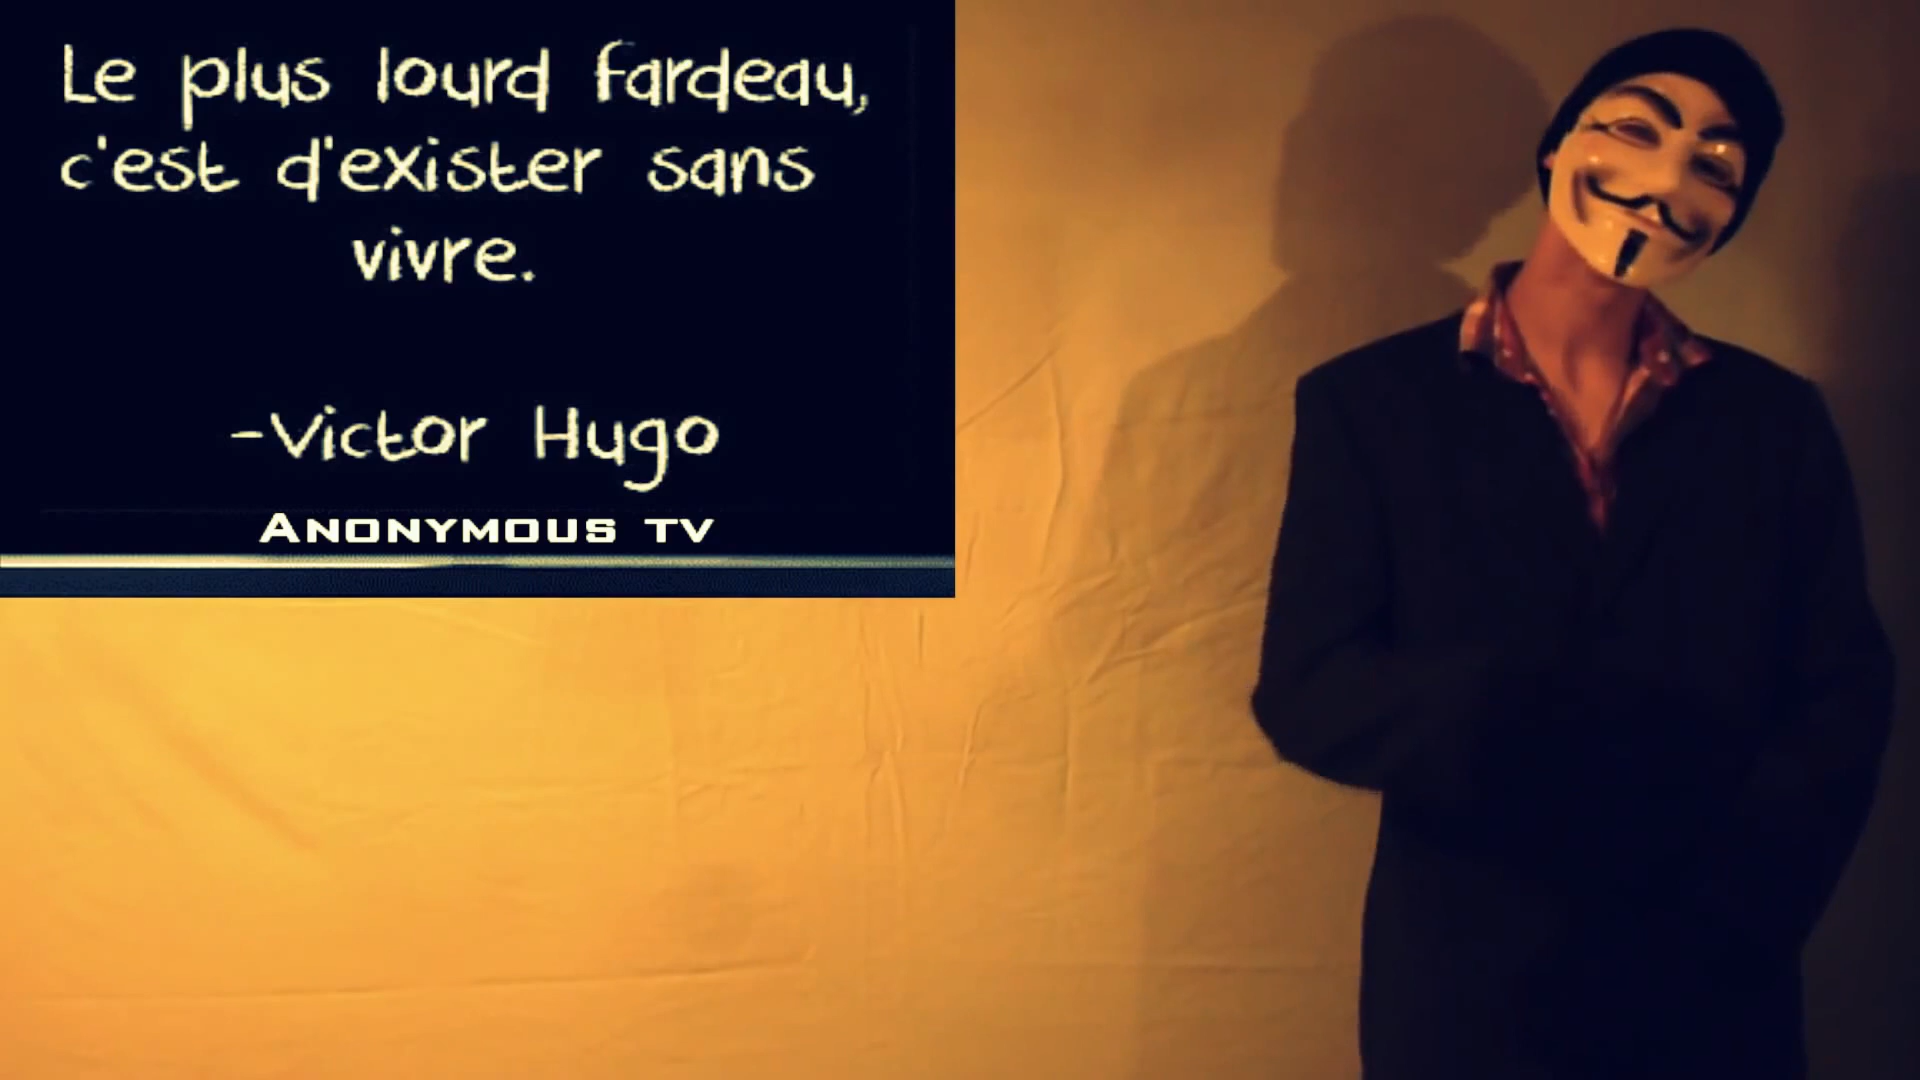 Le plus lourd fardeau,
c'est d'exister sans
vivre.
-Victor Hugo
ANONYMOUS TV